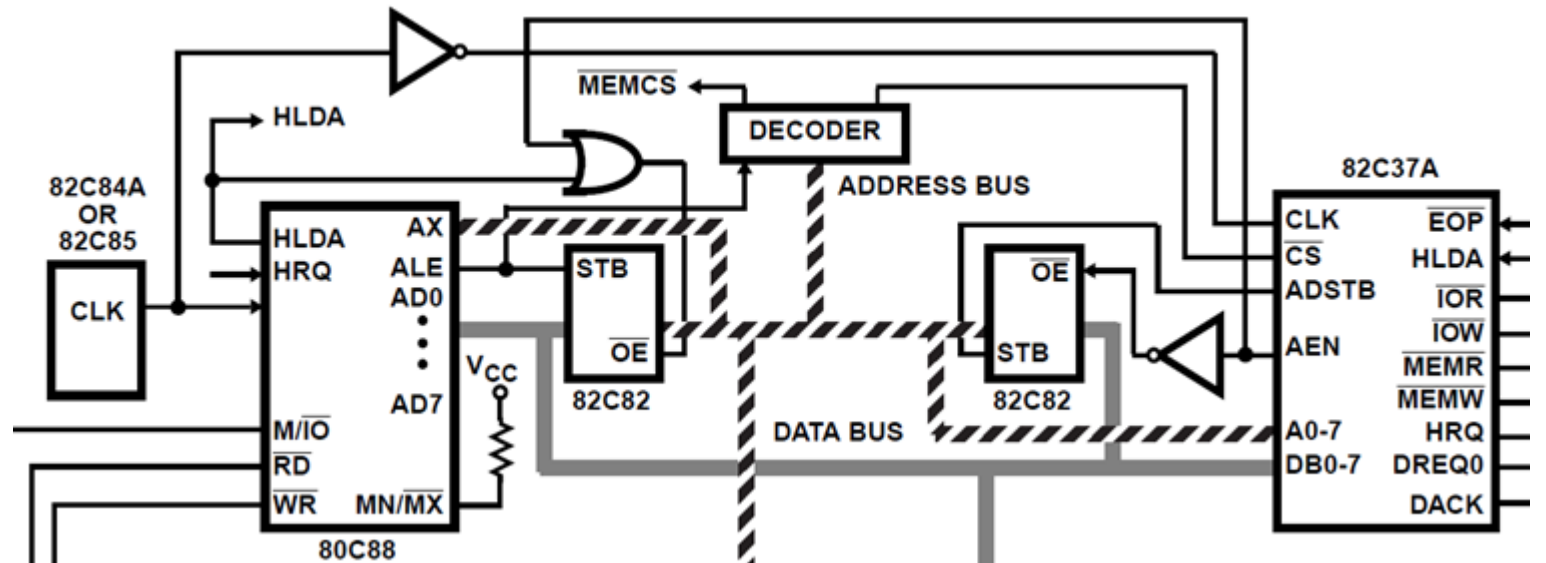 MEMCS
HLDA
DECODER
82C84A
OR
82C85
ADDRESS BUS
82C37A
CLK
HLDA
HRQ
M/IO
RD
WR
AX
ALE
AD0
AD7
MN/MX
80C88
VCC
STB
OE
82C82
OE
STB
82C82
DATA BUS
CLK
CS
ADSTB
AEN
A0-7
DB0-7
EOP
HLDA
IOR
IOW
MEMR
MEMW
HRQ
DREQ0
DACK